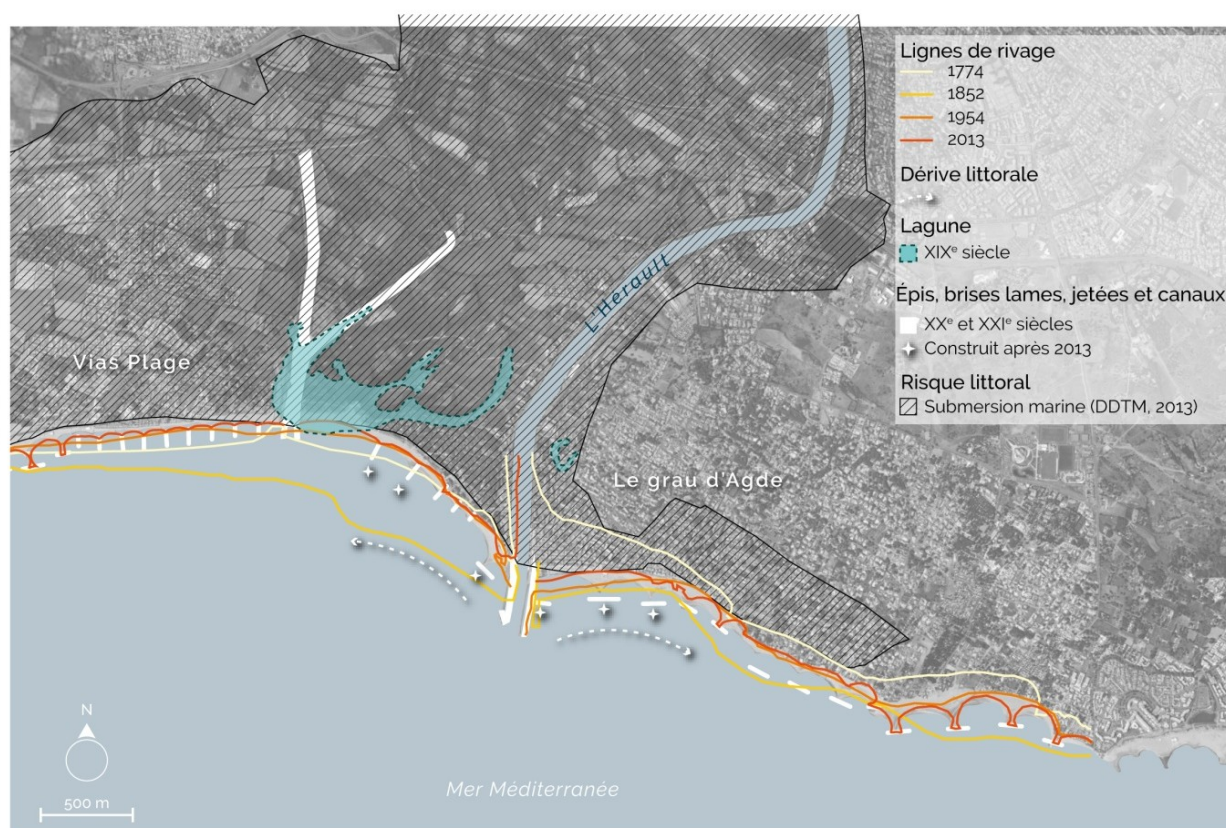 Lignes de rivage
1774
1852
1954
2013
Dérive littorale
Lagune
XIXᵉ siècle
Épis, brises lames, jetées et canaux
XXᵉ et XXIᵉ siècles
Construit après 2013
Risque littoral
Submersion marine (DDTM, 2013)
L'Hérault
Vias Plage
Le grau d'Agde
N
500 m
Mer Méditerranée